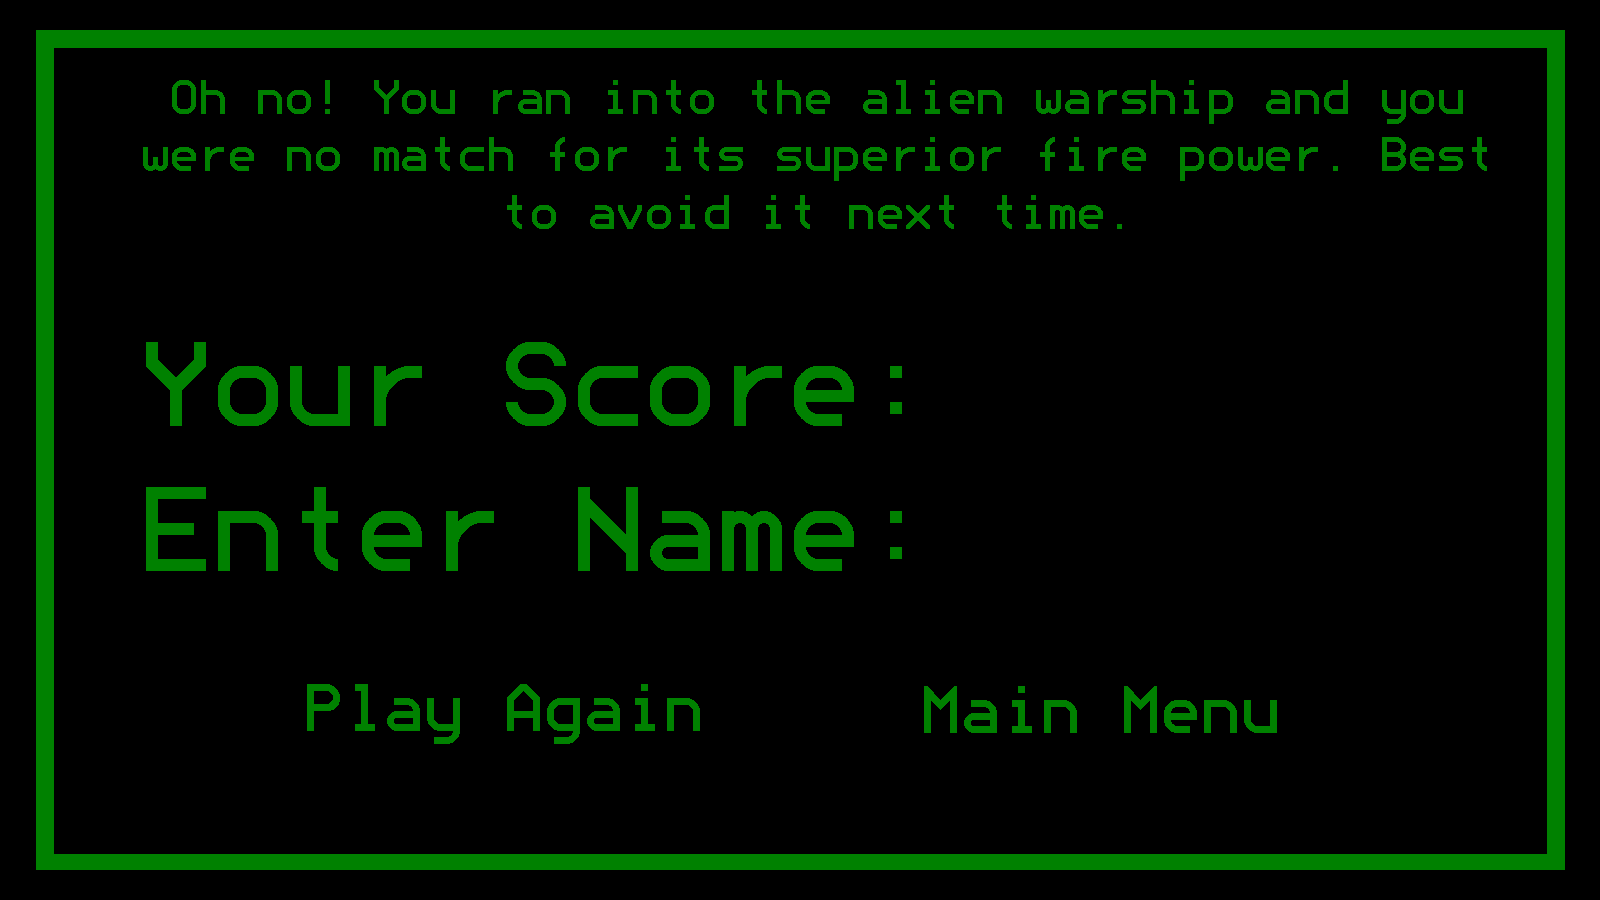 Oh no! You ran into the alien warship and you
were no match for its superior fire power. Best
to avoid it next time.
Your Score:
Enter Name:
Play Again Main Menu